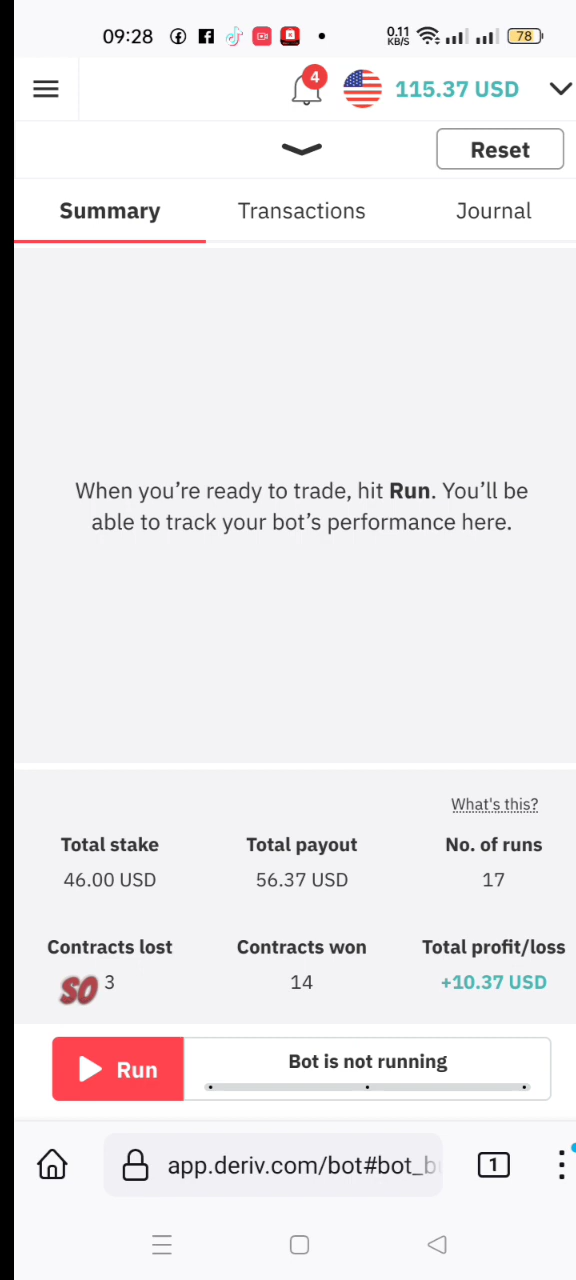 09:28
0.11
KB/S
78
4
115.37 USD
Reset
Summary Transactions Journal
When you're ready to trade, hit Run. You'll be
able to track your bot's performance here.
What's this?
Total stake Total payout No. of runs
46.00 USD 56.37 USD 17
Contracts lost Contracts won Total profit/loss
SO 3 14 +10.37 USD
Run
Bot is not running
app.deriv.com/bot#bot_b
1